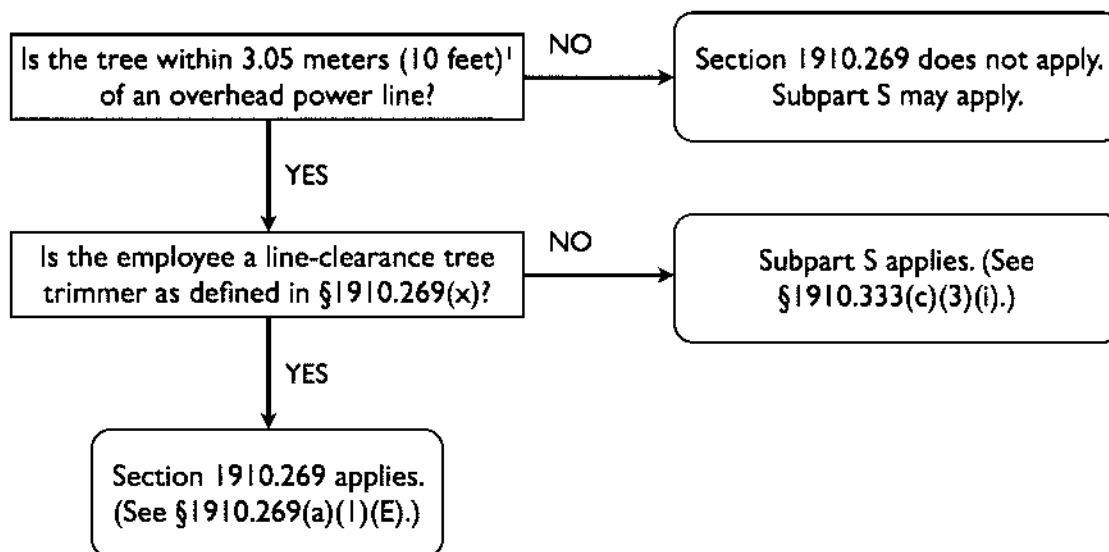 Is the tree within 3.05 meters (10 feet)¹
of an overhead power line?
NO
Section 1910.269 does not apply.
Subpart S may apply.
YES
Is the employee a line-clearance tree
trimmer as defined in §1910.269(x)?
NO
Subpart S applies. (See
§1910.333(c)(3)(i).)
YES
Section 1910.269 applies.
(See §1910.269(a)(1)(E).)